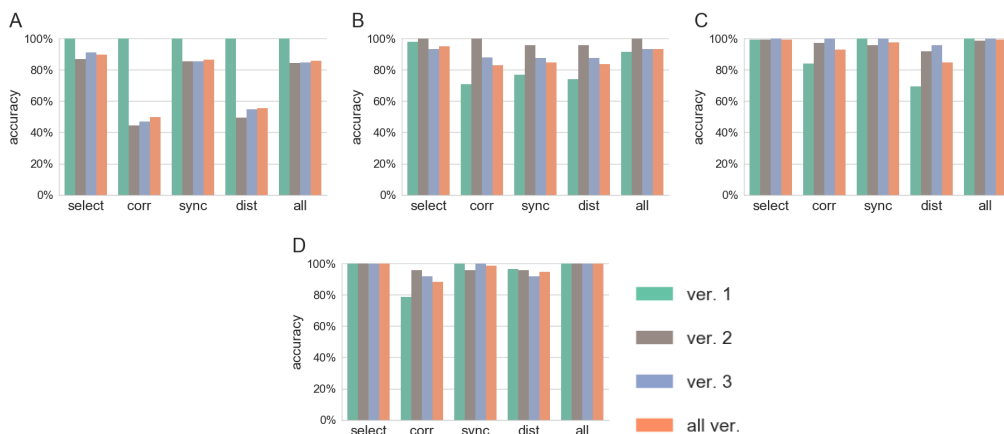 A
accuracy
100%
80%
60%
40%
20%
0%
select corr sync dist all
B
accuracy
100%
80%
60%
40%
20%
0%
select corr sync dist all
C
accuracy
100%
80%
60%
40%
20%
0%
select corr sync dist all
D
accuracy
100%
80%
60%
40%
20%
0%
select corr sync dist all
ver. 1
ver. 2
ver. 3
all ver.